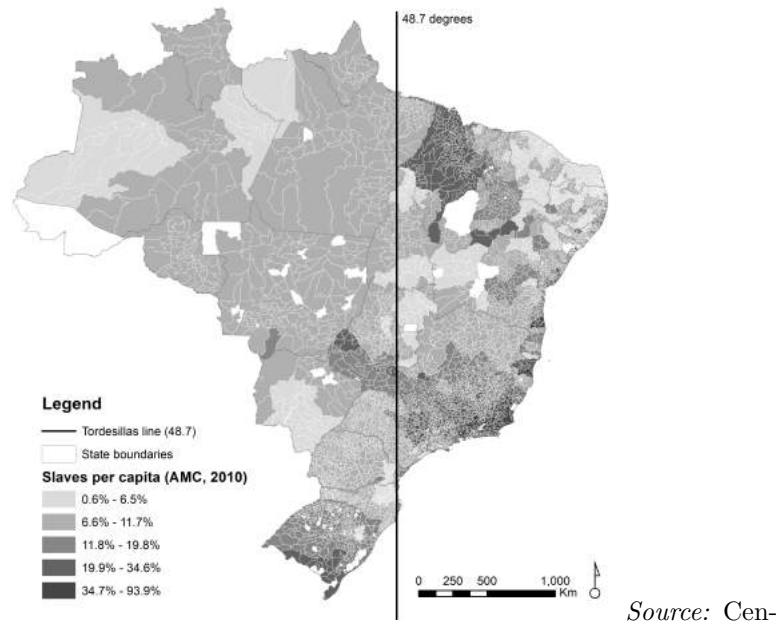 48.7 degrees
Legend
Tordesillas line (48.7)
State boundaries
Slaves per capita (AMC, 2010)
0.6% - 6.5%
6.6% - 11.7%
11.8% - 19.8%
19.9% - 34.6%
34.7% - 93.9%
0 250 500 1,000
Km
Source: Cen-